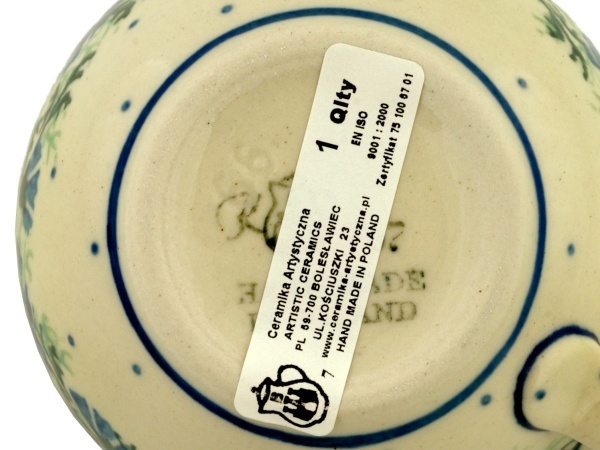 1 Qlty
EN ISO
9001 : 2000
Zertyfikat 75 100 67 01
Ceramika Artystyczna
ARTISTIC CERAMICS
PL 59-700 BOLESŁAWIEC
UL.KOŚCIUSZKI 23
www.ceramika-artystyczna.pl
HAND MADE IN POLAND
7